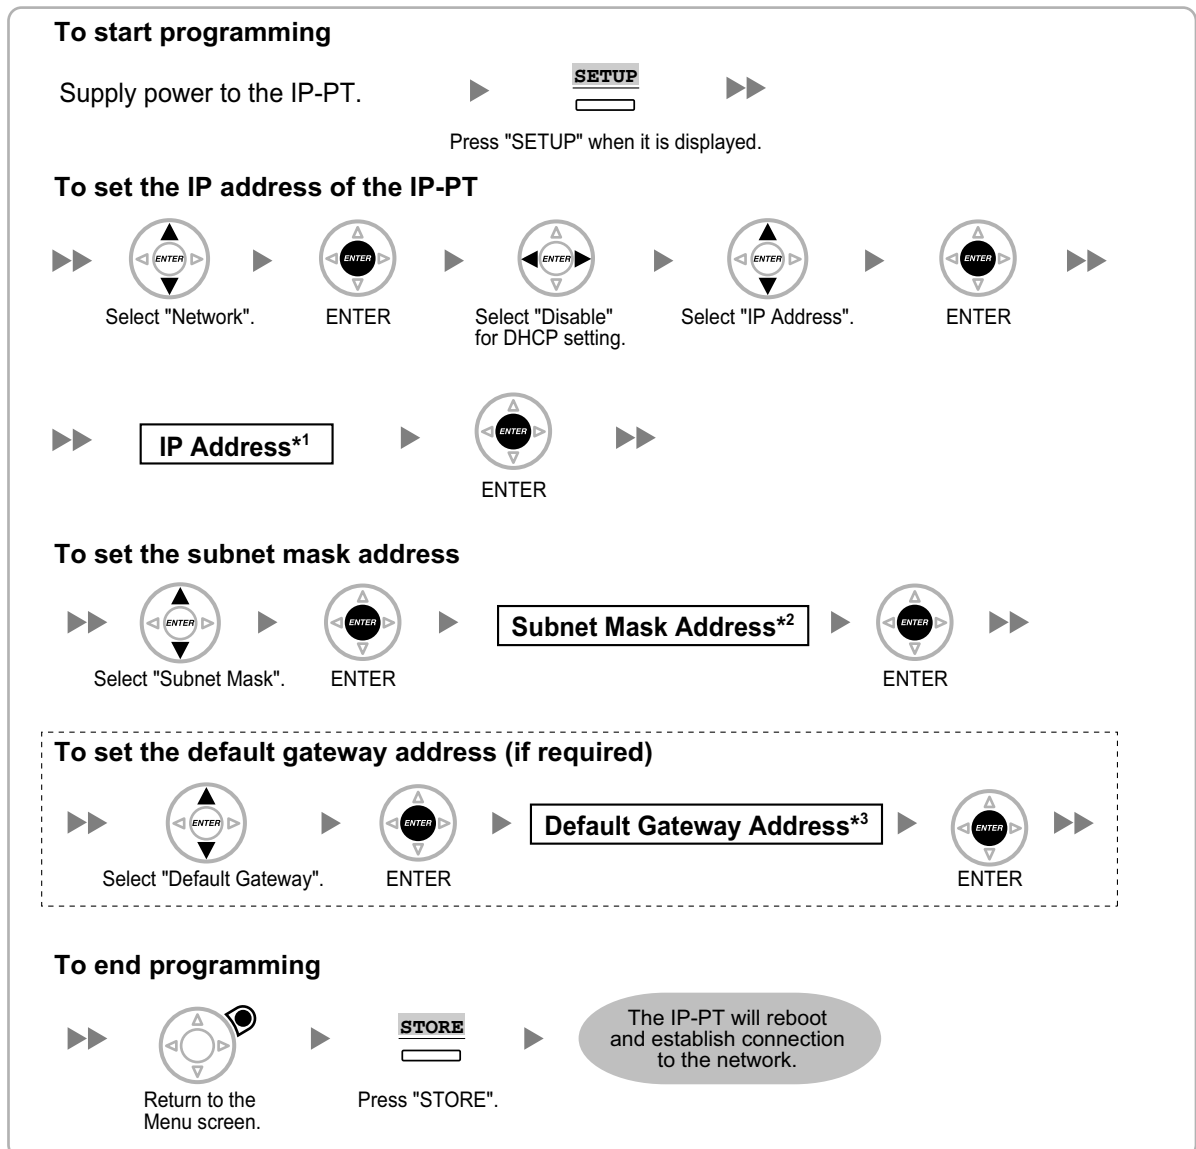 To start programming
Supply power to the IP-PT.
SETUP
Press "SETUP" when it is displayed.
To set the IP address of the IP-PT
ENTER ENTER ENTER ENTER ENTER
Select "Network". ENTER Select "Disable" Select "IP Address". ENTER
for DHCP setting.
IP Address*1
ENTER
ENTER
To set the subnet mask address
ENTER ENTER Subnet Mask Address*2 ENTER
Select "Subnet Mask". ENTER ENTER
To set the default gateway address (if required)
ENTER ENTER Default Gateway Address*3 ENTER
Select "Default Gateway". ENTER ENTER
To end programming
STORE
The IP-PT will reboot
and establish connection
to the network.
Return to the
Menu screen.
Press "STORE".